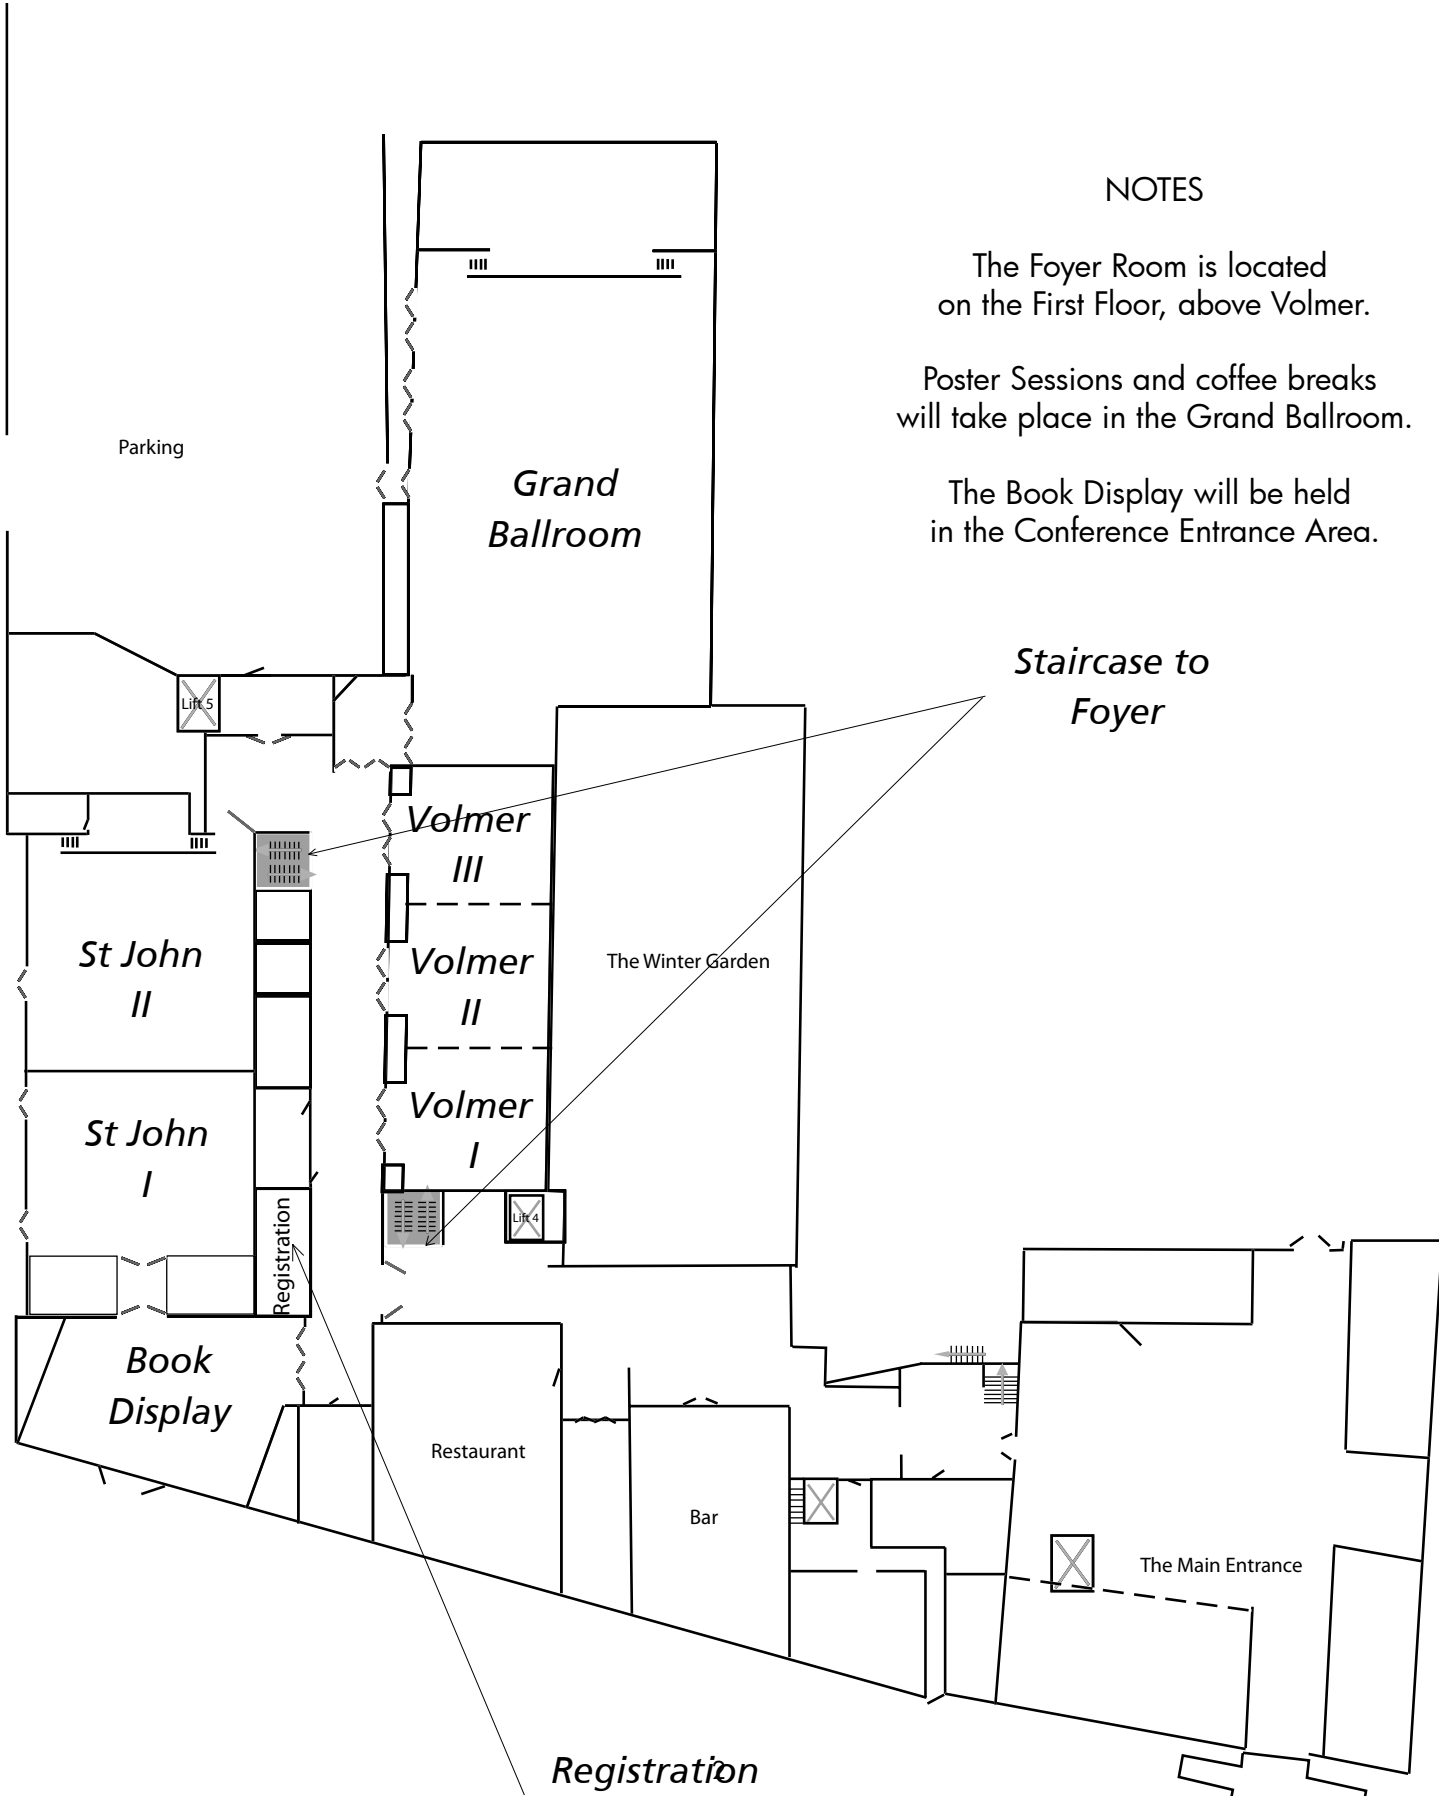 NOTES
The Foyer Room is located
on the First Floor, above Volmer.
Poster Sessions and coffee breaks
will take place in the Grand Ballroom.
The Book Display will be held
in the Conference Entrance Area.
Parking
Grand
Ballroom
Staircase to
Foyer
Lift 5
Volmer
III
St John
II
Volmer
II
The Winter Garden
St John
I
Volmer
I
Lift 4
Registration
Book
Display
Restaurant
Bar
The Main Entrance
Registration
2